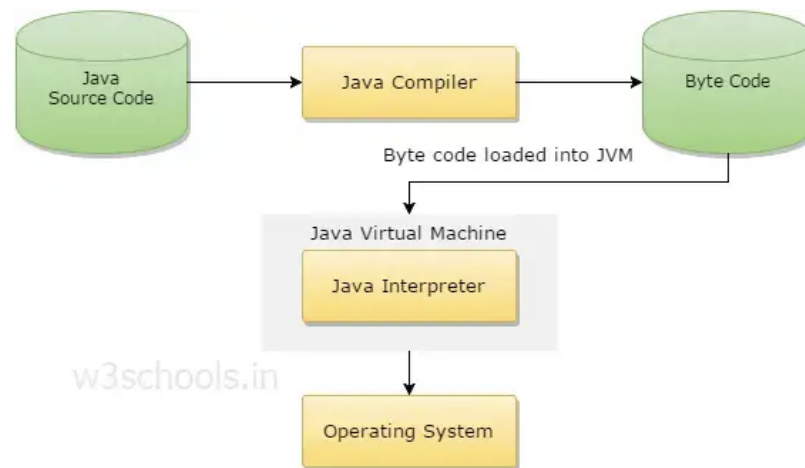 Java
Source Code
Java Compiler
Byte Code
Byte code loaded into JVM
Java Virtual Machine
Java Interpreter
w3schools.in
Operating System